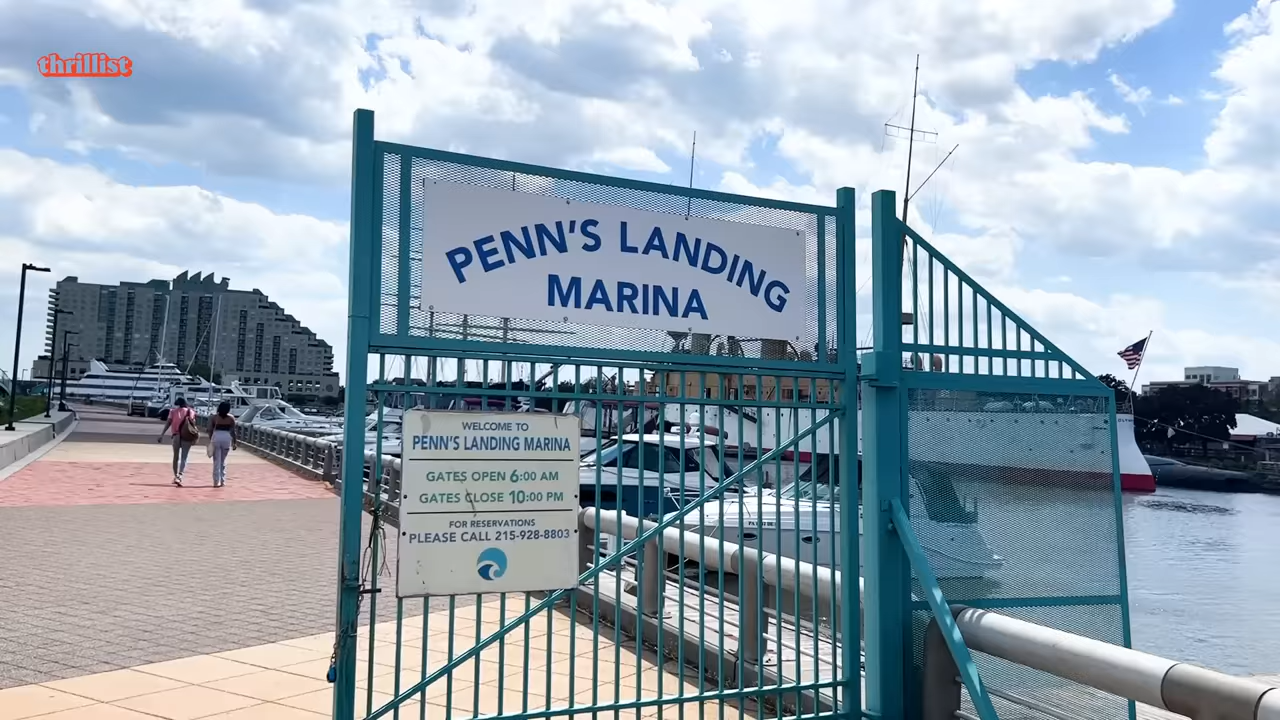 thrillist
PENN'S LANDING
MARINA
WELCOME TO
PENN'S LANDING MARINA
GATES OPEN 6:00 AM
GATES CLOSE 10:00 PM
FOR RESERVATIONS
PLEASE CALL 215-928-8803